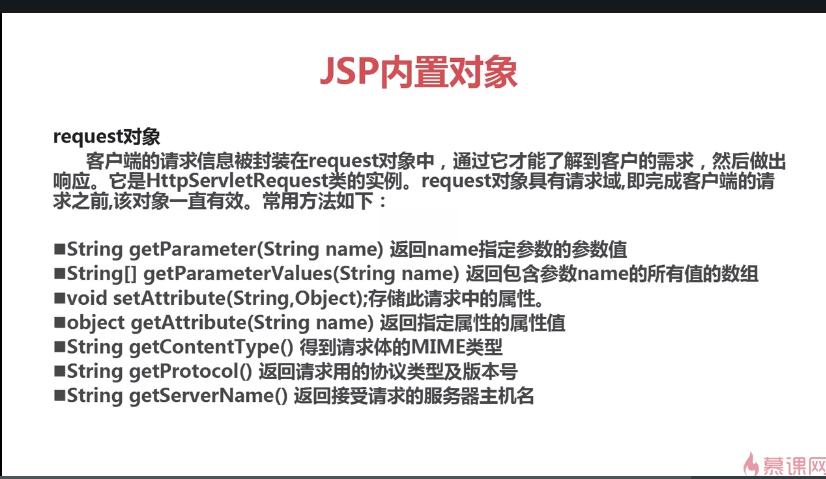 JSP内置对象
request对象
客户端的请求信息被封装在request对象中，通过它才能了解到客户的需求，然后做出
响应。它是HttpServletRequest类的实例。request对象具有请求域,即完成客户端的请
求之前,该对象一直有效。常用方法如下：
■String getParameter(String name) 返回name指定参数的参数值
■String[] getParameterValues(String name) 返回包含参数name的所有值的数组
■void setAttribute(String,Object);存储此请求中的属性。
■object getAttribute(String name) 返回指定属性的属性值
■String getContentType() 得到请求体的MIME类型
■String getProtocol() 返回请求用的协议类型及版本号
■String getServerName() 返回接受请求的服务器主机名
慕课网